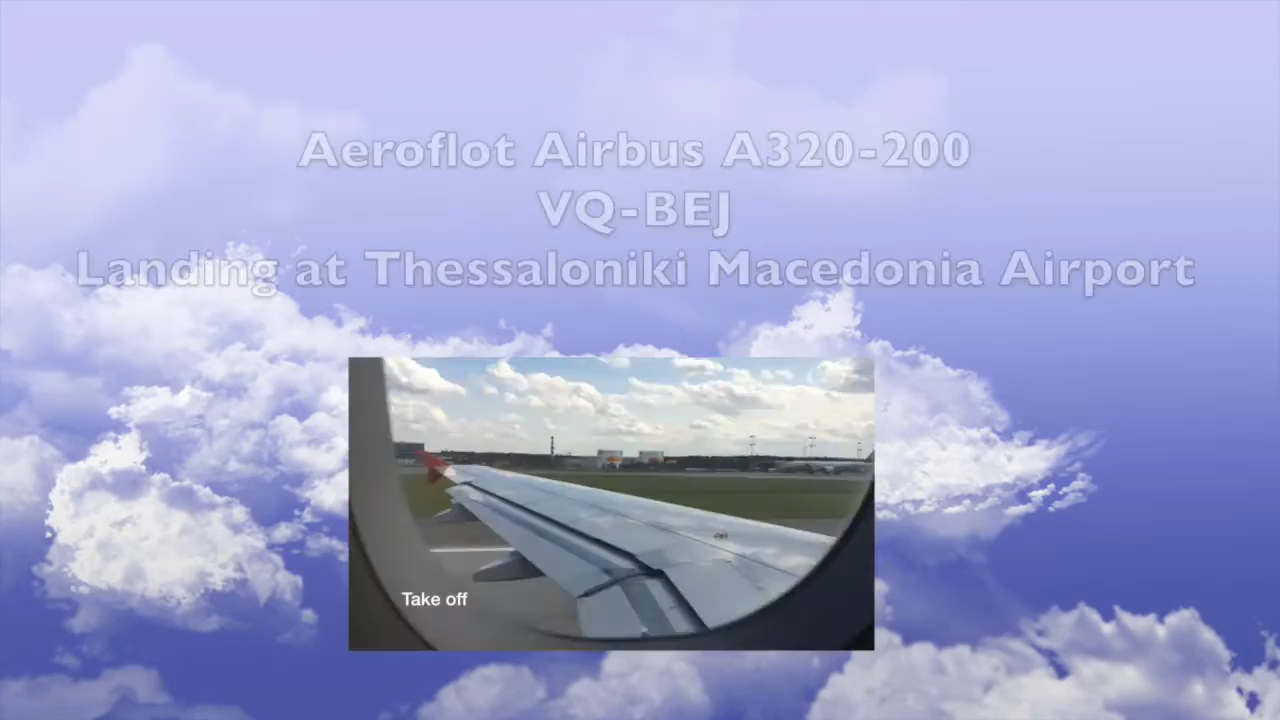 Aeroflot Airbus A320-200
VQ-BEJ
Landing at Thessaloniki Macedonia Airport
Take off